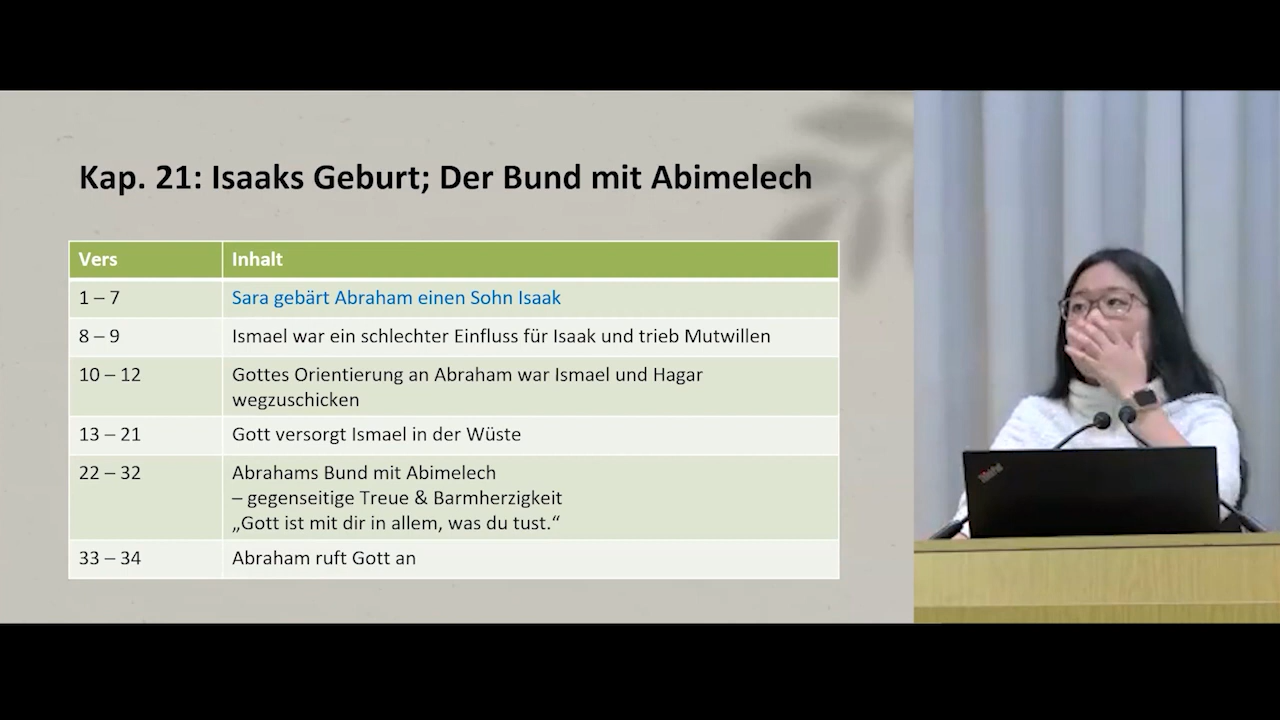 Kap. 21: Isaaks Geburt; Der Bund mit Abimelech
Vers Inhalt
1 – 7 Sara gebärt Abraham einen Sohn Isaak
8 – 9 Ismael war ein schlechter Einfluss für Isaak und trieb Mutwillen
10 – 12 Gottes Orientierung an Abraham war Ismael und Hagar
wegzuschicken
13 – 21 Gott versorgt Ismael in der Wüste
22 – 32 Abrahams Bund mit Abimelech
– gegenseitige Treue & Barmherzigkeit
„Gott ist mit dir in allem, was du tust.“
33 – 34 Abraham ruft Gott an
ThinkPad